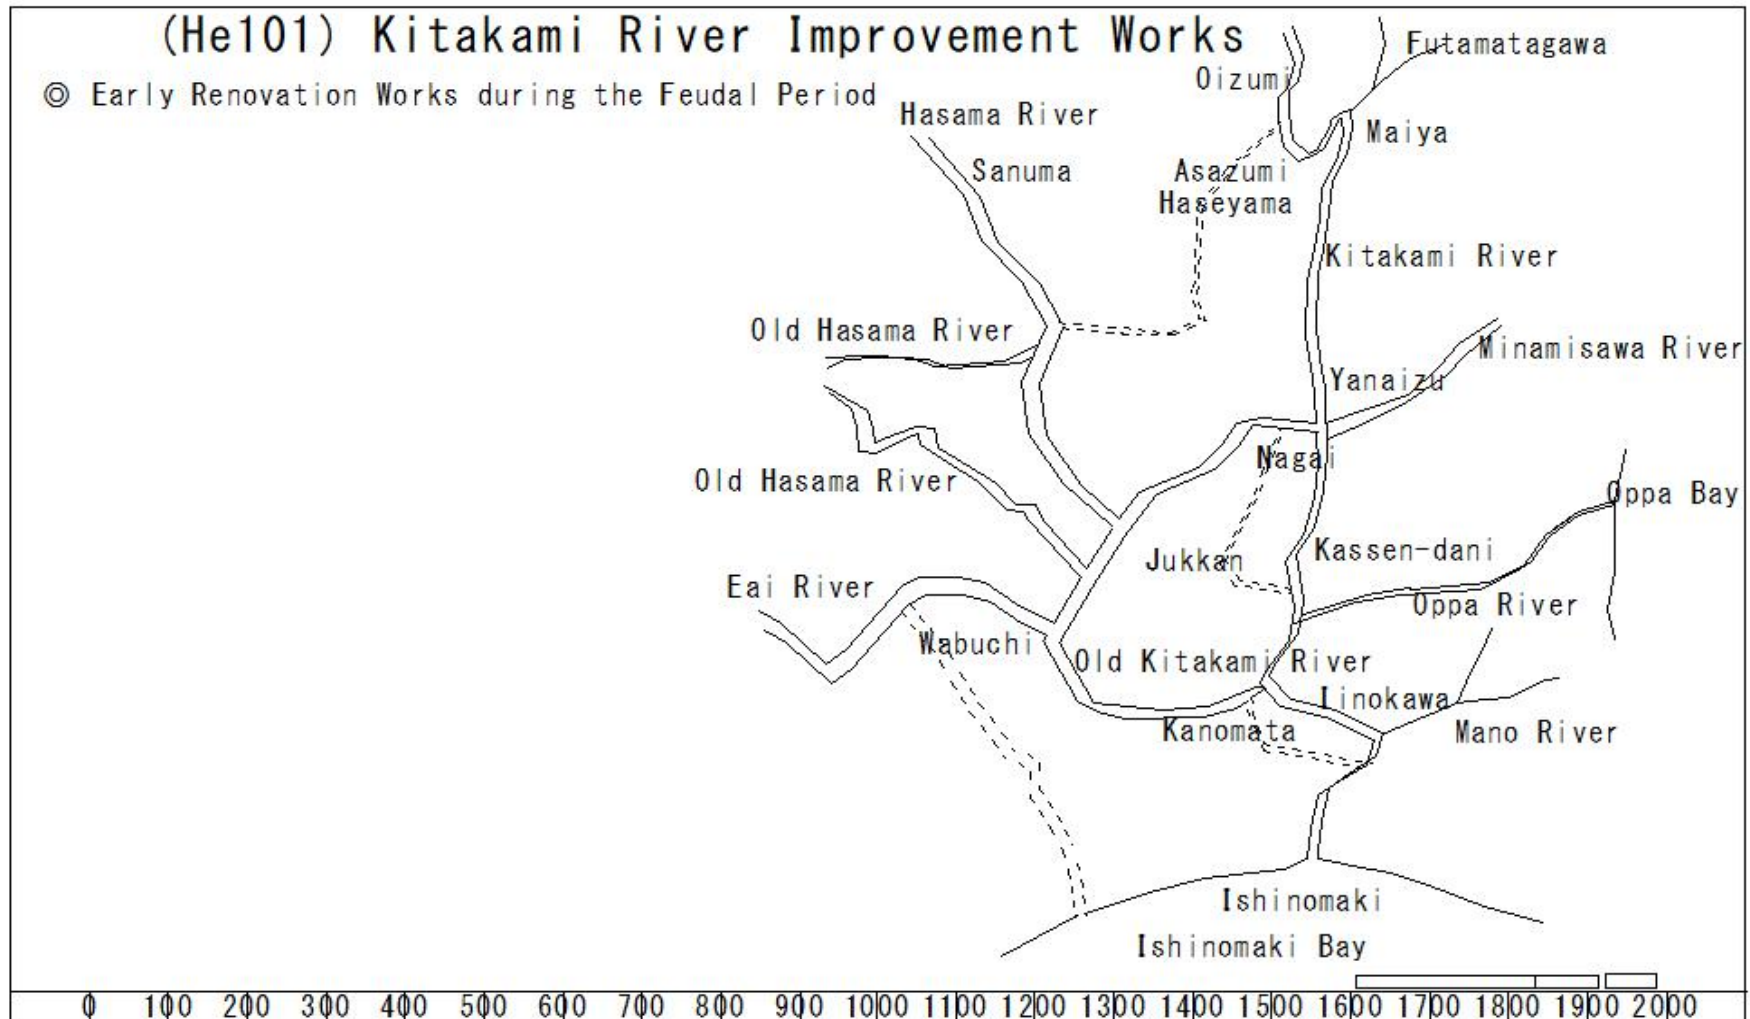 (He101) Kitakami River Improvement Works
◎ Early Renovation Works during the Feudal Period
Futamatagawa
Oizumi
Hasama River
Maiya
Sanuma
Asazumi
Haseyama
Kitakami River
Old Hasama River
Minamisawa River
Yanaizu
Nagai
Old Hasama River
Oppa Bay
Jukkan
Kassen-dani
Eai River
Oppa River
Wabuchi
Old Kitakami River
Iinokawa
Kanomata
Mano River
Ishinomaki
Ishinomaki Bay
0 100 200 300 400 500 600 700 800 900 1000 1100 1200 1300 1400 1500 1600 1700 1800 1900 2000